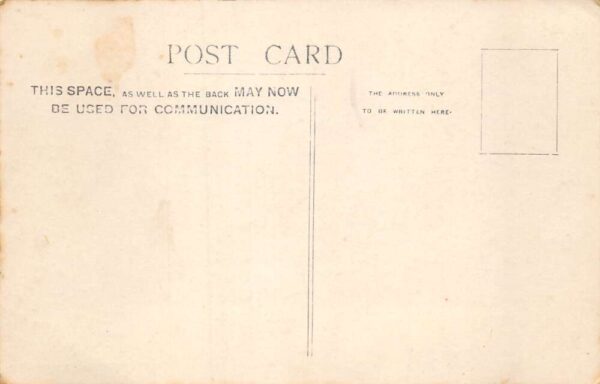 POST CARD
THIS SPACE, AS WELL AS THE BACK MAY NOW
BE USED FOR COMMUNICATION.
THE ADDRESS ONLY
TO BE WRITTEN HERE.